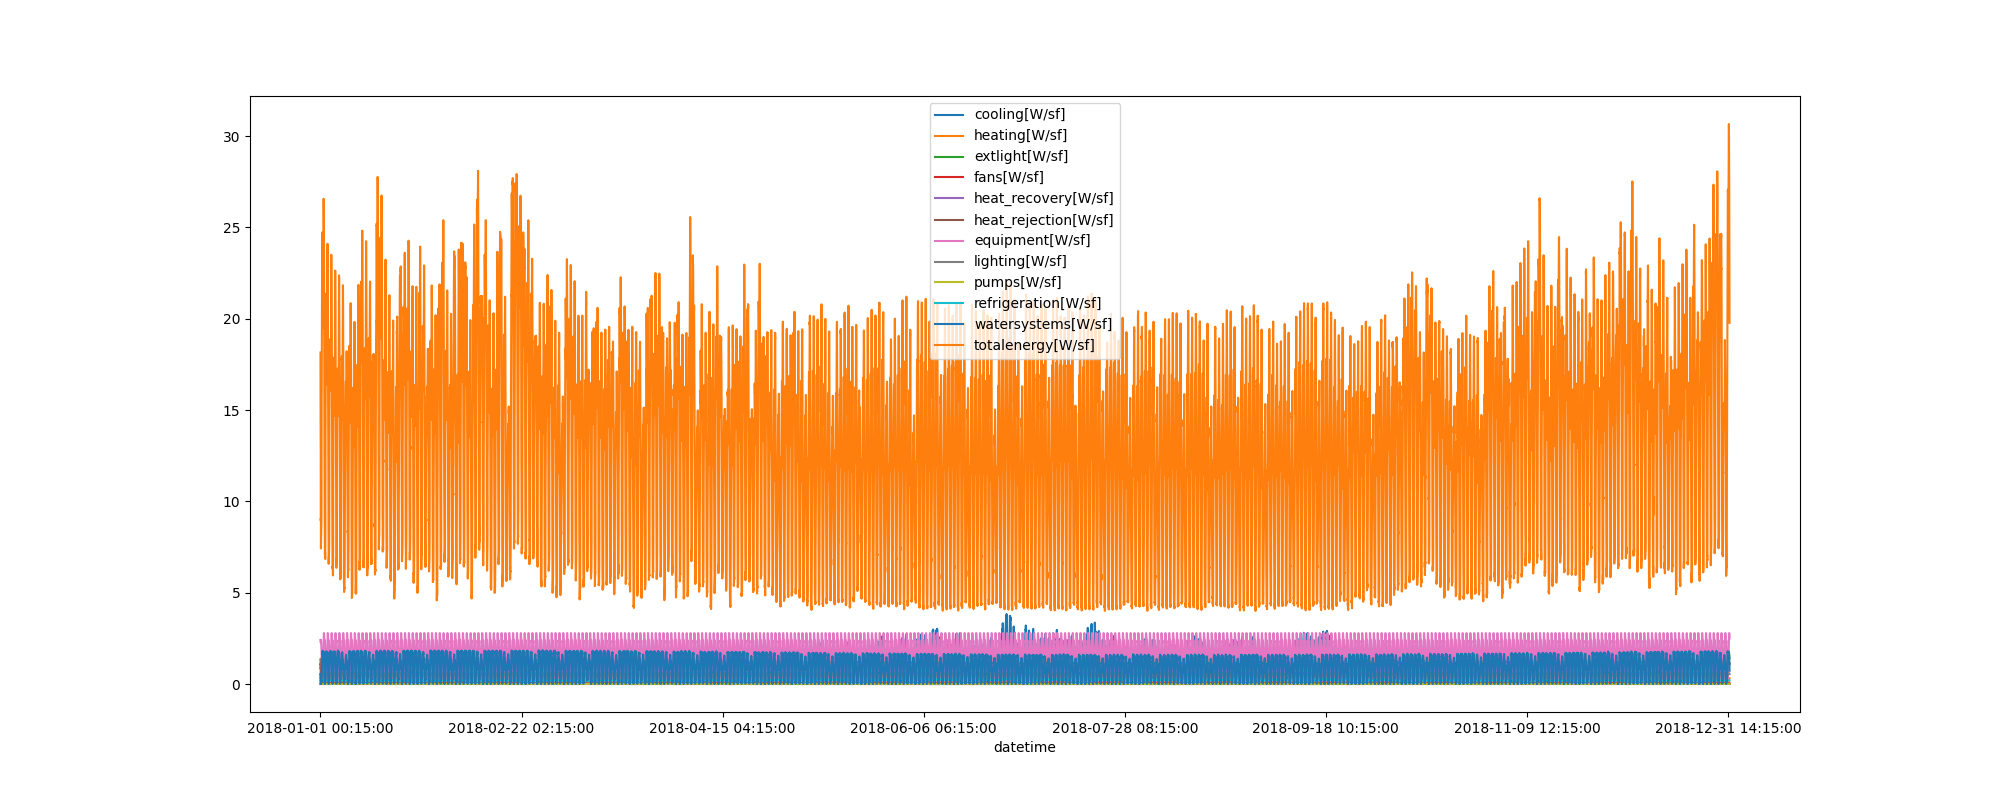 cooling[W/sf]
heating[W/sf]
extlight[W/sf]
fans[W/sf]
heat_recovery[W/sf]
heat_rejection[W/sf]
equipment[W/sf]
lighting[W/sf]
pumps[W/sf]
refrigeration[W/sf]
watersystems[W/sf]
totalenergy[W/sf]
30
25
20
15
10
5
0
2018-01-01 00:15:00 2018-02-22 02:15:00 2018-04-15 04:15:00 2018-06-06 06:15:00 2018-07-28 08:15:00 2018-09-18 10:15:00 2018-11-09 12:15:00 2018-12-31 14:15:00
datetime